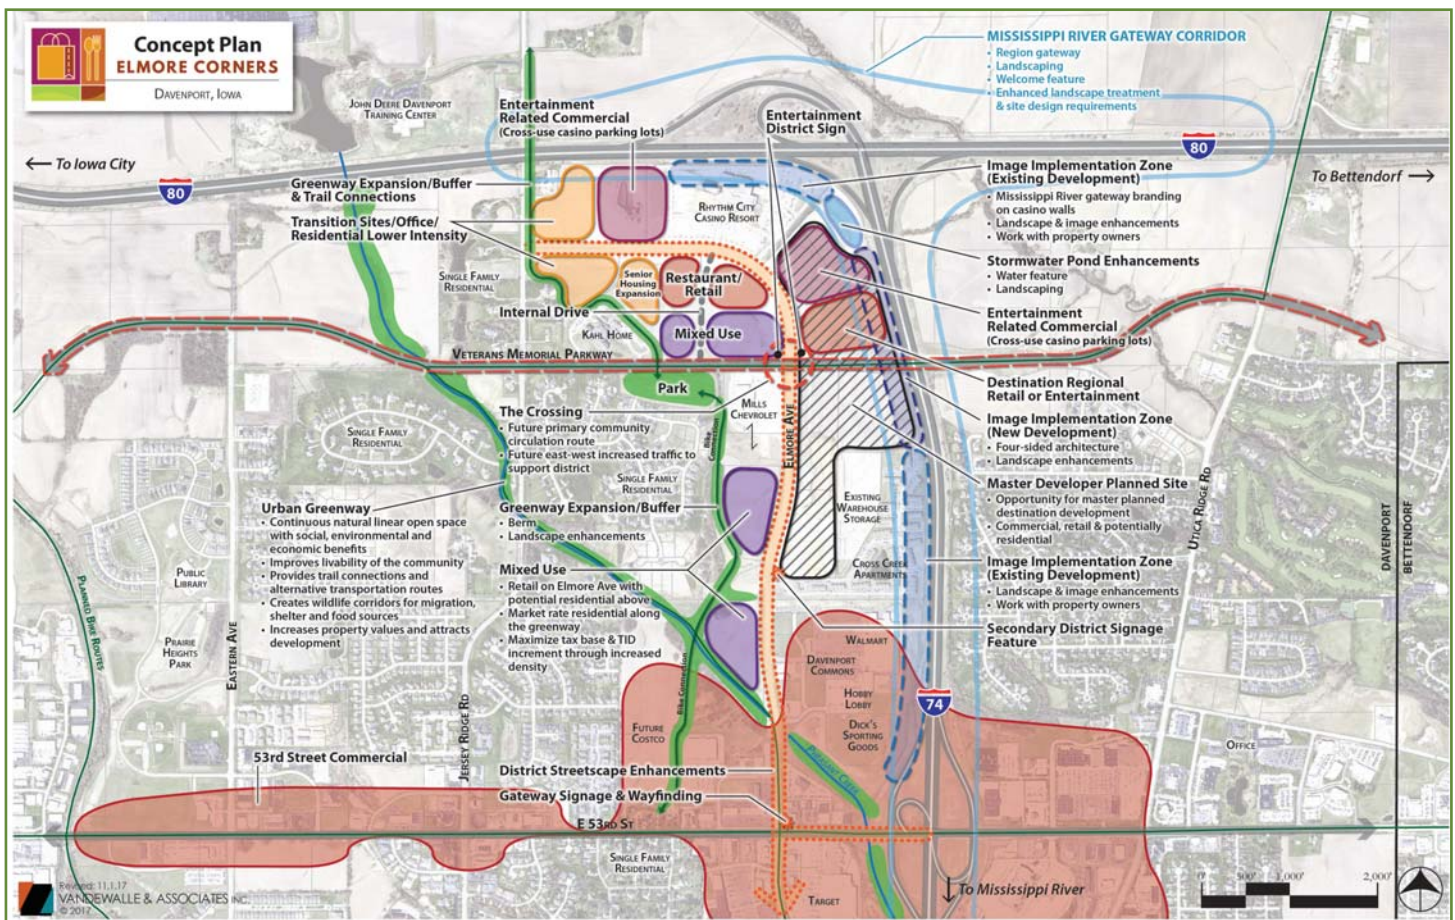 Concept Plan
ELMORE CORNERS
DAVENPORT, IOWA
JOHN DEERE DAVENPORT
TRAINING CENTER
Entertainment
Related Commercial
(Cross-use casino parking lots)
Entertainment
District Sign
MISSISSIPPI RIVER GATEWAY CORRIDOR
• Region gateway
• Landscaping
• Welcome feature
• Enhanced landscape treatment
& site design requirements
To Iowa City
80
80
To Bettendorf
Greenway Expansion/Buffer
& Trail Connections
Transition Sites/Office/
Residential Lower Intensity
SINGLE FAMILY
RESIDENTIAL
RHYTHM CITY
CASINO RESORT
Senior
Housing
Expansion
Restaurant/
Retail
Internal Drive
KAHL HOME
Mixed Use
VETERANS MEMORIAL PARKWAY
Park
Image Implementation Zone
(Existing Development)
• Mississippi River gateway branding
on casino walls
• Landscape & image enhancements
• Work with property owners
Stormwater Pond Enhancements
• Water feature
• Landscaping
Entertainment
Related Commercial
(Cross-use casino parking lots)
Destination Regional
Retail or Entertainment
Image Implementation Zone
(New Development)
• Four-sided architecture
• Landscape enhancements
Master Developer Planned Site
• Opportunity for master planned
destination development
• Commercial, retail & potentially
residential
Image Implementation Zone
(Existing Development)
• Landscape & image enhancements
• Work with property owners
Secondary District Signage
Feature
The Crossing
• Future primary community
circulation route
• Future east-west increased traffic to
support district
MILLS
CHEVROLET
ELMORE AVE
Bike
Connection
SINGLE FAMILY
RESIDENTIAL
SINGLE FAMILY
RESIDENTIAL
Greenway Expansion/Buffer
• Berm
• Landscape enhancements
Urban Greenway
• Continuous natural linear open space
with social, environmental and
economic benefits
• Improves livability of the community
• Provides trail connections and
alternative transportation routes
• Creates wildlife corridors for migration,
shelter and food sources
• Increases property values and attracts
development
Mixed Use
• Retail on Elmore Ave with
potential residential above
• Market rate residential along
the greenway
• Maximize tax base & TID
increment through increased
density
EXISTING
WAREHOUSE
STORAGE
CROSS CREEK
APARTMENTS
UTICA RIDGE RD
DAVENPORT
BETTENDORF
PLANNED BIKE ROUTES
PUBLIC
LIBRARY
PRAIRIE
HEIGHTS
PARK
EASTERN AVE
JERSEY RIDGE RD
Bike Connection
WALMART
DAVENPORT
COMMONS
HOBBY
LOBBY
DICK'S
SPORTING
GOODS
74
FUTURE
COSTCO
Pheasant Creek
OFFICE
53rd Street Commercial
District Streetscape Enhancements
Gateway Signage & Wayfinding
E 53RD ST
SINGLE FAMILY
RESIDENTIAL
TARGET
To Mississippi River
0' 500' 1,000' 2,000'
Revised: 11.1.17
VANDEWALLE & ASSOCIATES INC.
© 2017